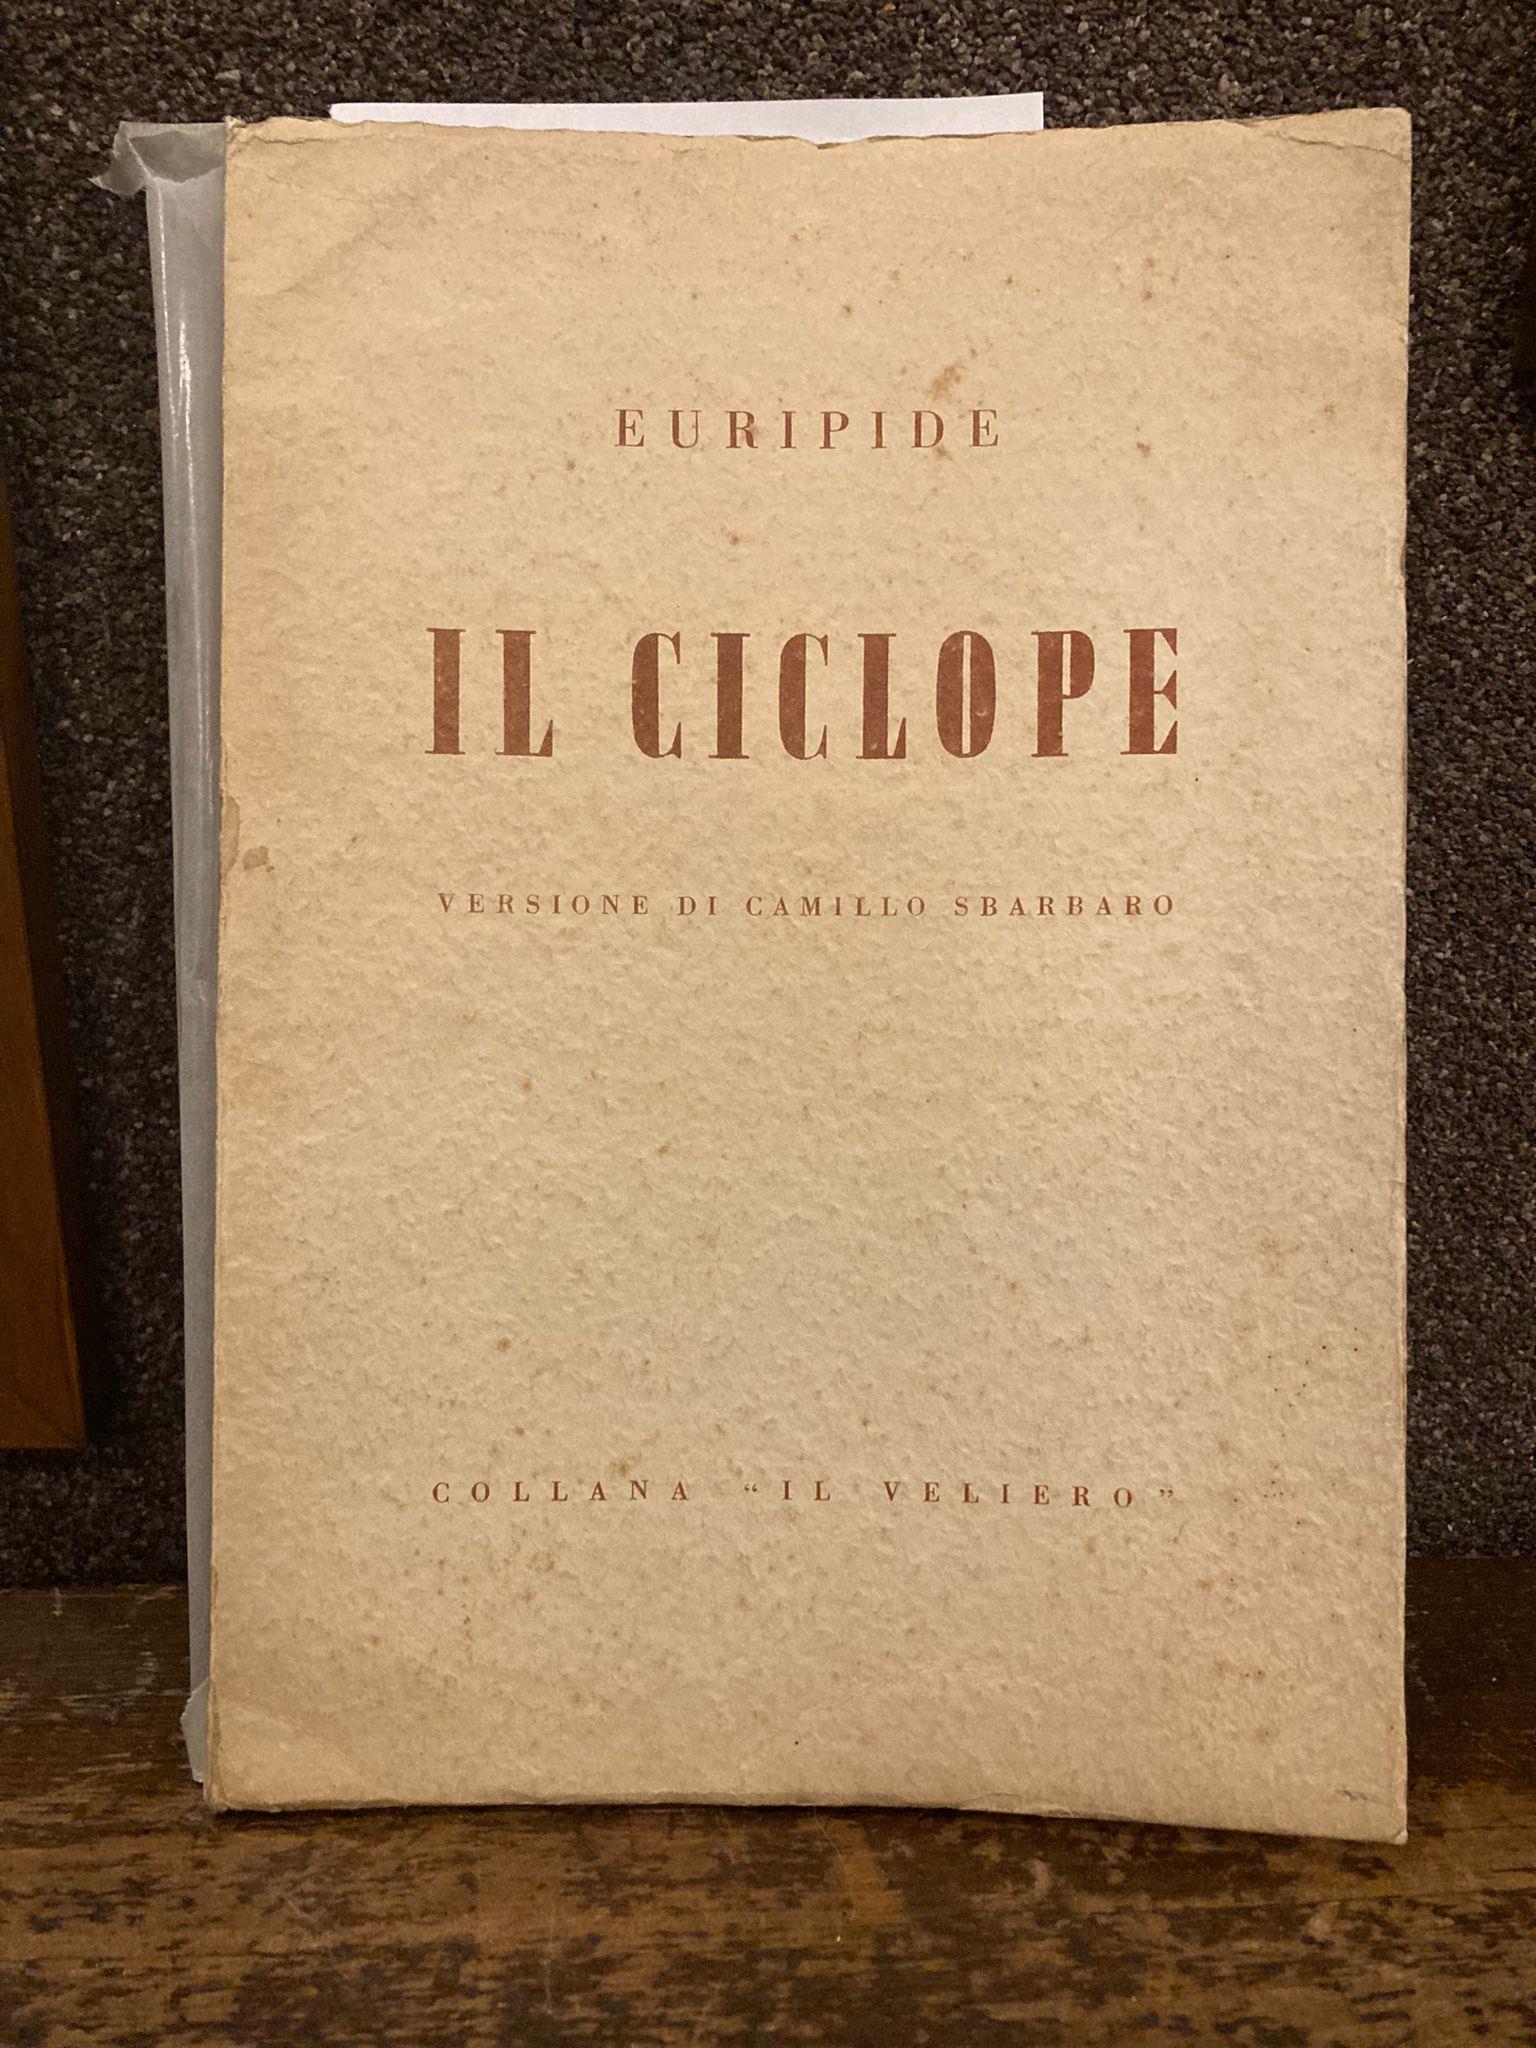 EURIPIDE
IL CICLOPE
VERSIONE DI CAMILLO SBARBARO
COLLANA “IL VELIERO”